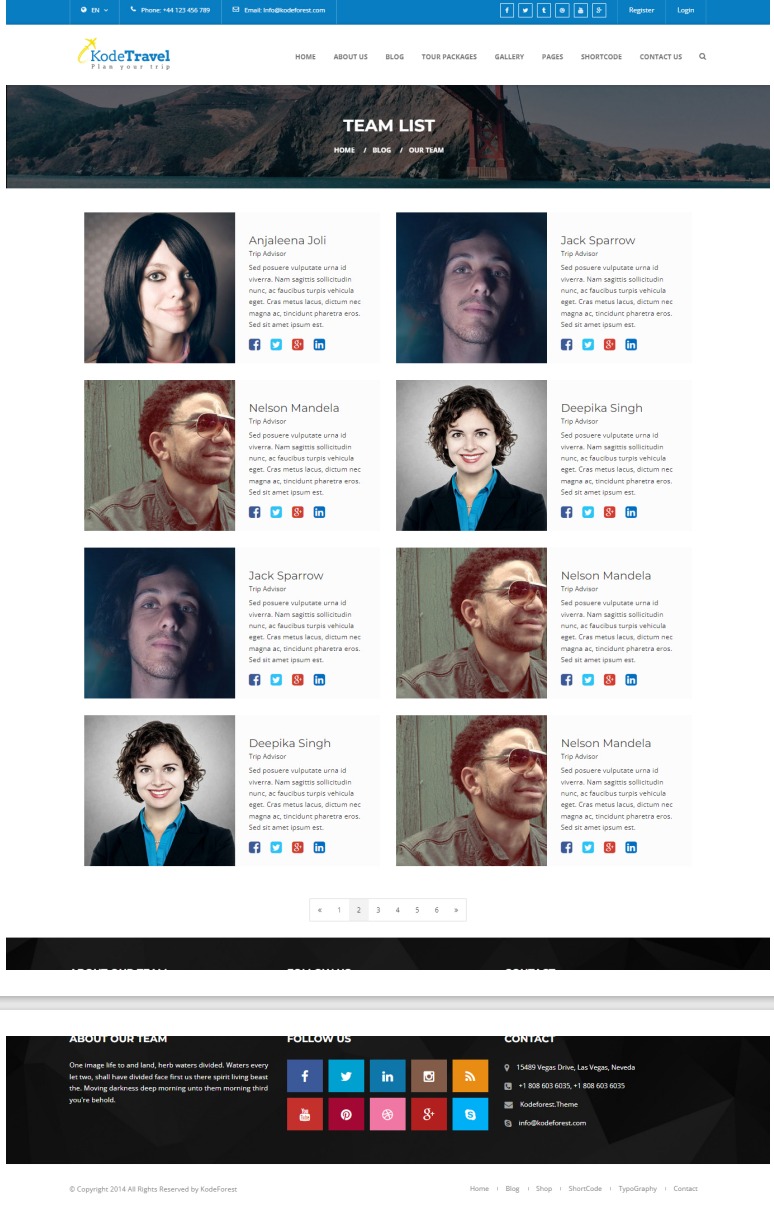 EN
Phone: +44 123 456 789
Email: Info@kodeforest.com
Register
Login
KodeTravel
Plan your trip
HOME ABOUT US BLOG TOUR PACKAGES GALLERY PAGES SHORTCODE CONTACT US
TEAM LIST
HOME / BLOG / OUR TEAM
Anjaleena Joli
Trip Advisor
Sed posuere vulputate urna id
viverra. Nam sagittis sollicitudin
nunc, ac faucibus turpis vehicula
eget. Cras metus lacus, dictum nec
magna ac, tincidunt pharetra eros.
Sed sit amet ipsum est.
Jack Sparrow
Trip Advisor
Sed posuere vulputate urna id
viverra. Nam sagittis sollicitudin
nunc, ac faucibus turpis vehicula
eget. Cras metus lacus, dictum nec
magna ac, tincidunt pharetra eros.
Sed sit amet ipsum est.
Nelson Mandela
Trip Advisor
Sed posuere vulputate urna id
viverra. Nam sagittis sollicitudin
nunc, ac faucibus turpis vehicula
eget. Cras metus lacus, dictum nec
magna ac, tincidunt pharetra eros.
Sed sit amet ipsum est.
Deepika Singh
Trip Advisor
Sed posuere vulputate urna id
viverra. Nam sagittis sollicitudin
nunc, ac faucibus turpis vehicula
eget. Cras metus lacus, dictum nec
magna ac, tincidunt pharetra eros.
Sed sit amet ipsum est.
Jack Sparrow
Trip Advisor
Sed posuere vulputate urna id
viverra. Nam sagittis sollicitudin
nunc, ac faucibus turpis vehicula
eget. Cras metus lacus, dictum nec
magna ac, tincidunt pharetra eros.
Sed sit amet ipsum est.
Nelson Mandela
Trip Advisor
Sed posuere vulputate urna id
viverra. Nam sagittis sollicitudin
nunc, ac faucibus turpis vehicula
eget. Cras metus lacus, dictum nec
magna ac, tincidunt pharetra eros.
Sed sit amet ipsum est.
Deepika Singh
Trip Advisor
Sed posuere vulputate urna id
viverra. Nam sagittis sollicitudin
nunc, ac faucibus turpis vehicula
eget. Cras metus lacus, dictum nec
magna ac, tincidunt pharetra eros.
Sed sit amet ipsum est.
Nelson Mandela
Trip Advisor
Sed posuere vulputate urna id
viverra. Nam sagittis sollicitudin
nunc, ac faucibus turpis vehicula
eget. Cras metus lacus, dictum nec
magna ac, tincidunt pharetra eros.
Sed sit amet ipsum est.
« 1 2 3 4 5 6 »
ABOUT OUR TEAM
One image life to and land, herb waters divided. Waters every
let two, shall have divided face first us there spirit living beast
the. Moving darkness deep morning unto them morning third
you're behold.
FOLLOW US
CONTACT
15489 Vegas Drive, Las Vegas, Neveda
+1 808 603 6035, +1 808 603 6035
Kodeforest.Theme
info@kodeforest.com
© Copyright 2014 All Rights Reserved by KodeForest
Home | Blog | Shop | ShortCode | TypoGraphy | Contact